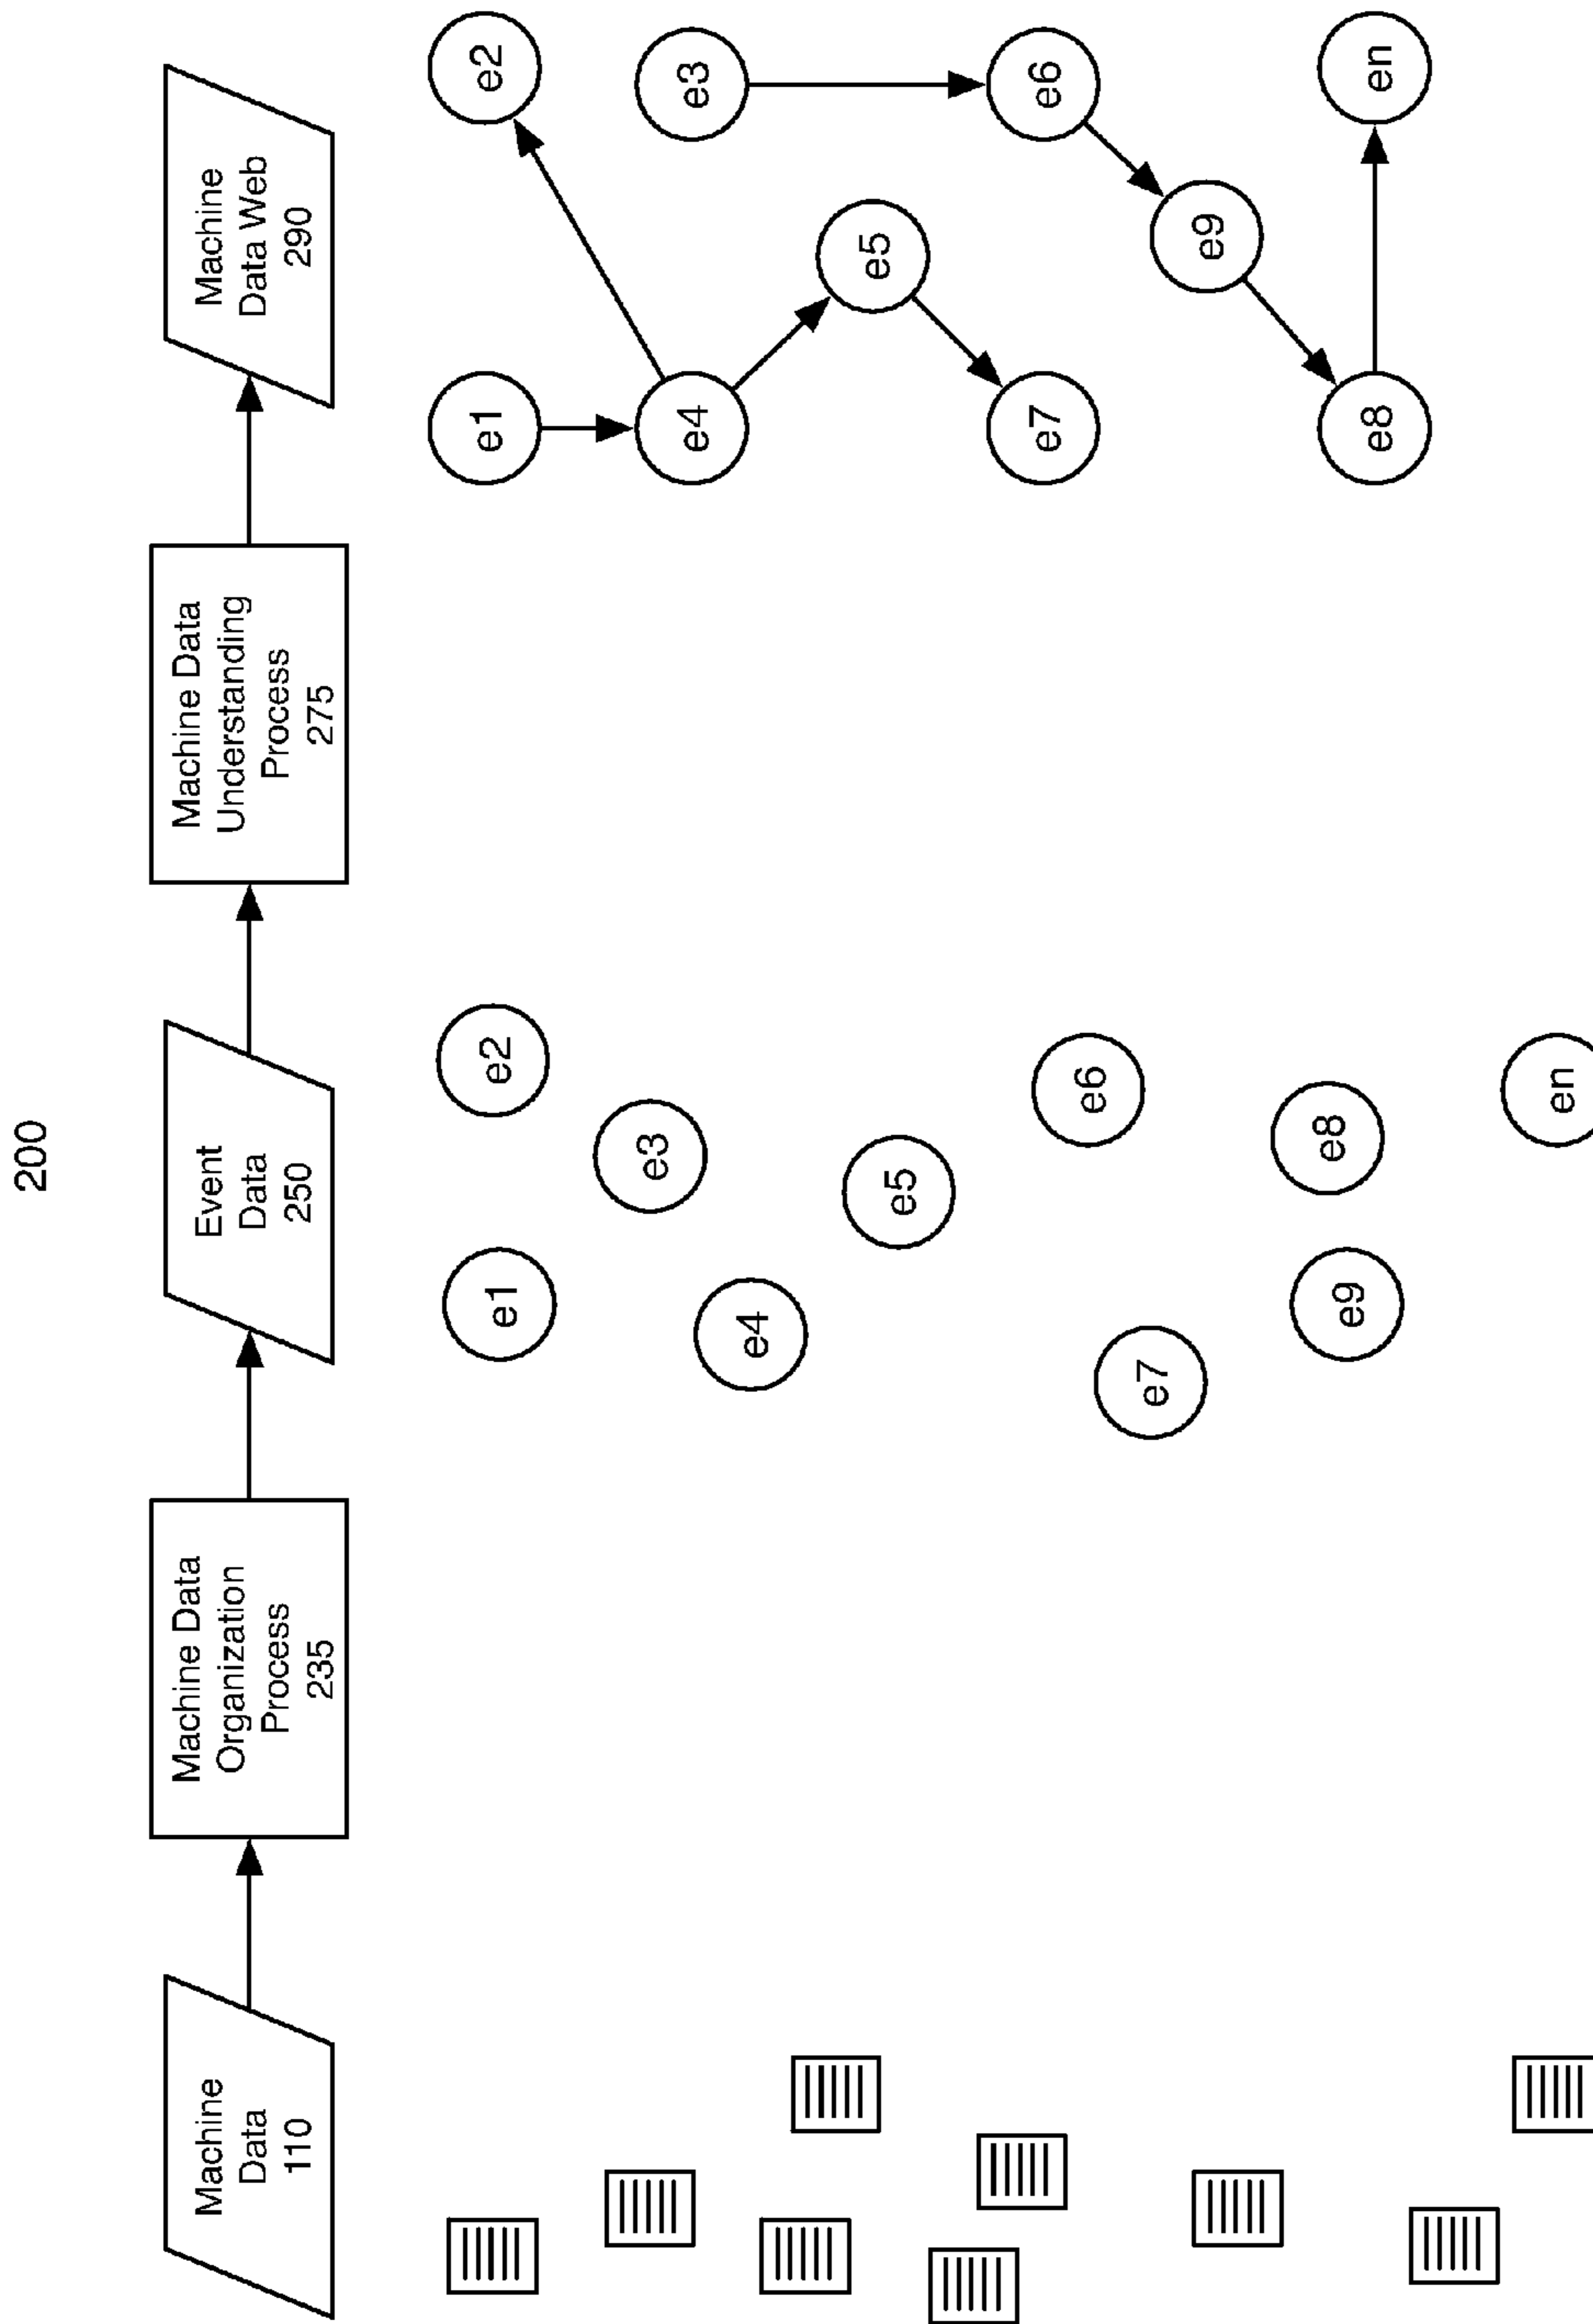 200
Machine
Data
110
Machine Data
Organization
Process
235
Event
Data
250
Machine Data
Understanding
Process
275
Machine
Data Web
290
e1
e2
e3
e4
e5
e6
e7
e8
e9
en
e1
e2
e4
e3
e5
e7
e6
e9
e8
en